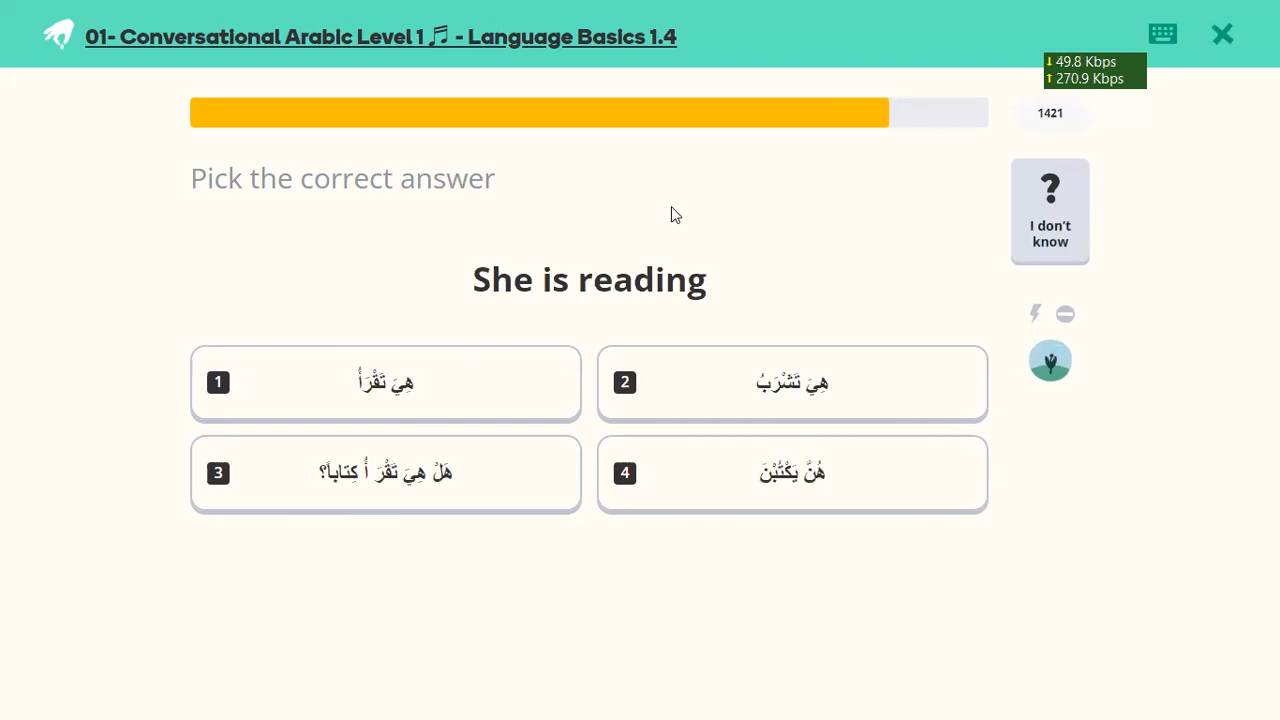 01- Conversational Arabic Level 1 🎵 - Language Basics 1.4
↓ 49.8 Kbps
↑ 270.9 Kbps
1421
Pick the correct answer
? I don't know
She is reading
1 هِيَ تَقْرَأُ
2 هِيَ تَشْرَبُ
3 هَلْ هِيَ تَقْرَ أُ كِتاباً؟
4 هُنَّ يَكْتُبْنَ